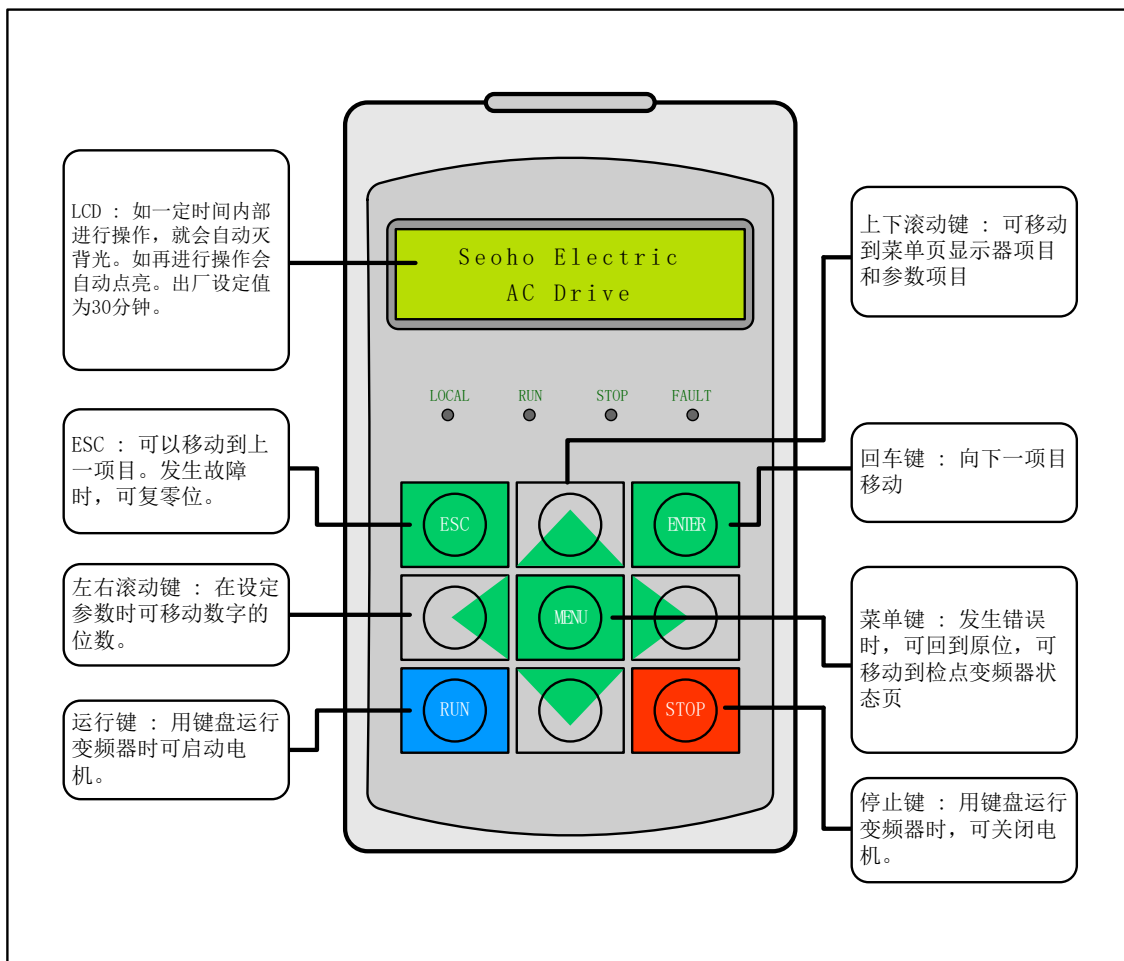 LCD : 如一定时间内部
进行操作，就会自动灭
背光。如再进行操作会
自动点亮。出厂设定值
为30分钟。
ESC : 可以移动到上
一项目。发生故障
时，可复零位。
左右滚动键 : 在设定
参数时可移动数字的
位数。
运行键 : 用键盘运行
变频器时可启动电
机。
Seoho Electric
AC Drive
LOCAL RUN STOP FAULT
ESC ENTER
MENU
RUN STOP
上下滚动键 : 可移动
到菜单页显示器项目
和参数项目
回车键 : 向下一项目
移动
菜单键 : 发生错误
时，可回到原位，可
移动到检点变频器状
态页
停止键 : 用键盘运行
变频器时，可关闭电
机。